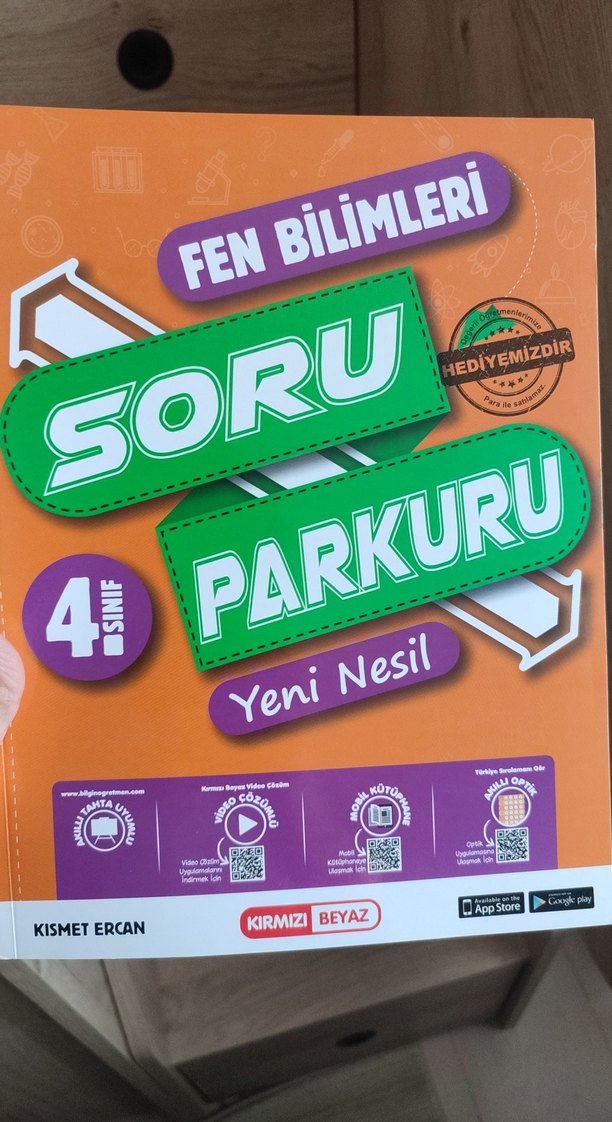 FEN BİLİMLERİ
SORU
PARKURU
Değerli Öğretmenlerimize
HEDİYEMİZDİR
Para ile satılamaz.
4. SINIF
Yeni Nesil
www.bilginogretmen.com
AKILLI TAHTA UYUMLU
Kırmızı Beyaz Video Çözüm
VİDEO ÇÖZÜMLÜ
Video Çözüm
Uygulamalarını
İndirmek İçin
MOBİL KÜTÜPHANE
Mobil
Kütüphaneye
Ulaşmak İçin
Türkiye Sıralamanı Gör
AKILLI OPTİK
Optik
Uygulamasına
Ulaşmak İçin
KISMET ERCAN
KIRMIZI BEYAZ
Available on the
App Store
Google play